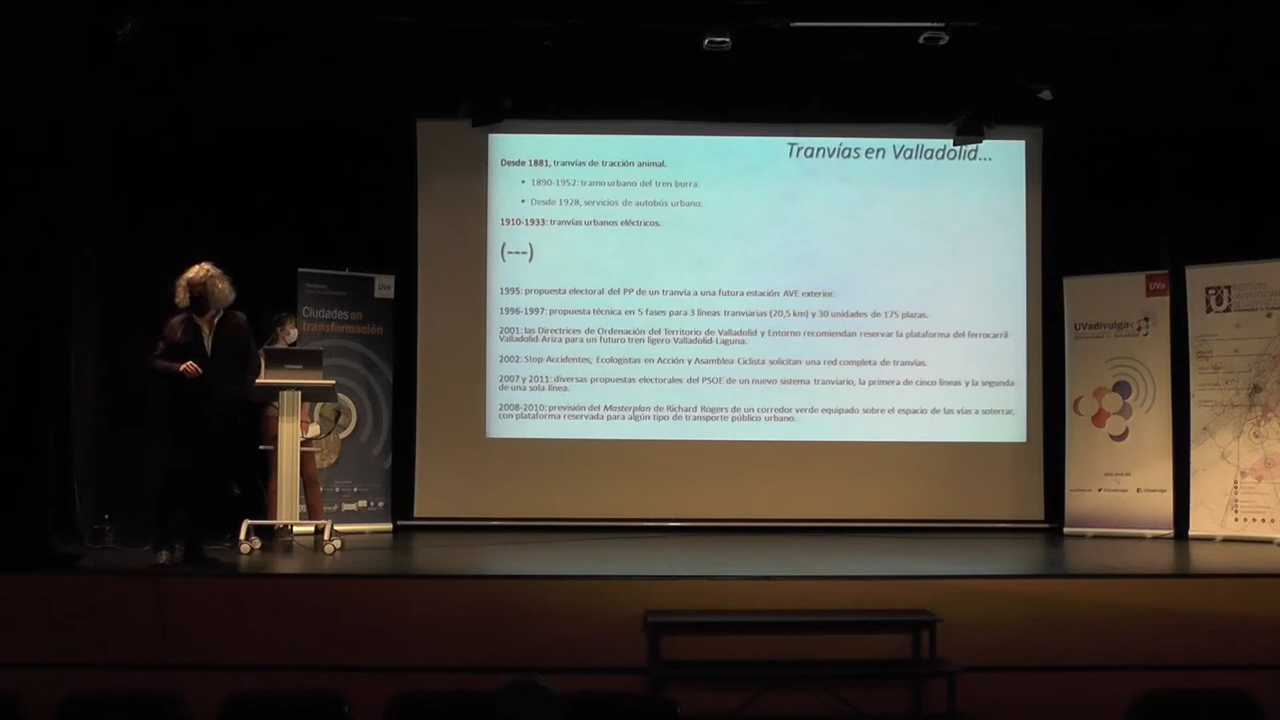 Tranvías en Valladolid...
Desde 1881, tranvías de tracción animal.
• 1890-1952: tramo urbano del tren burra.
• Desde 1928, servicios de autobús urbano.
1910-1933: tranvías urbanos eléctricos.
(---)
1995: propuesta electoral del PP de un tranvía a una futura estación AVE exterior.
1996-1997: propuesta técnica en 5 fases para 3 líneas tranviarias (20,5 km) y 30 unidades de 175 plazas.
2001: las Directrices de Ordenación del Territorio de Valladolid y Entorno recomiendan reservar la plataforma del ferrocarril
Valladolid-Ariza para un futuro tren ligero Valladolid-Laguna.
2002: Stop-Accidentes, Ecologistas en Acción y Asamblea Ciclista solicitan una red completa de tranvías.
2007 y 2011: diversas propuestas electorales del PSOE de un nuevo sistema tranviario, la primera de cinco líneas y la segunda
de una sola línea.
2008-2010: previsión del Masterplan de Richard Rogers de un corredor verde equipado sobre el espacio de las vías a soterrar,
con plataforma reservada para algún tipo de transporte público urbano.
UVa
Ciudades en
transformación
UVa
UVadivulga